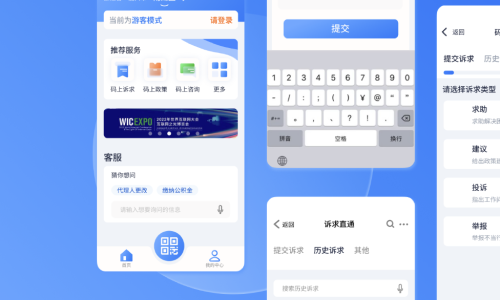 当前为游客模式
请登录
推荐服务
码上诉求
码上政策
码上咨询
更多
WICEXPO
2022年世界互联网大会
互联网之光博览会
客服
猜你想问
代理人更改
缴纳公积金
请输入想要询问的信息
首页
我的中心
提交
1 2 3 4 5 6 7 8 9 0
- / : ; ( ) ¥ @ “ ”
#+= 。 , 、 ? ! .
拼音
空格
换行
返回
诉求直通
提交诉求
历史诉求
其他
搜索历史诉求
返回
码
提交诉求
历史
请选择诉求类型
求助
求助解决
建议
给出政策
投诉
指出工作
举报
举报不当行